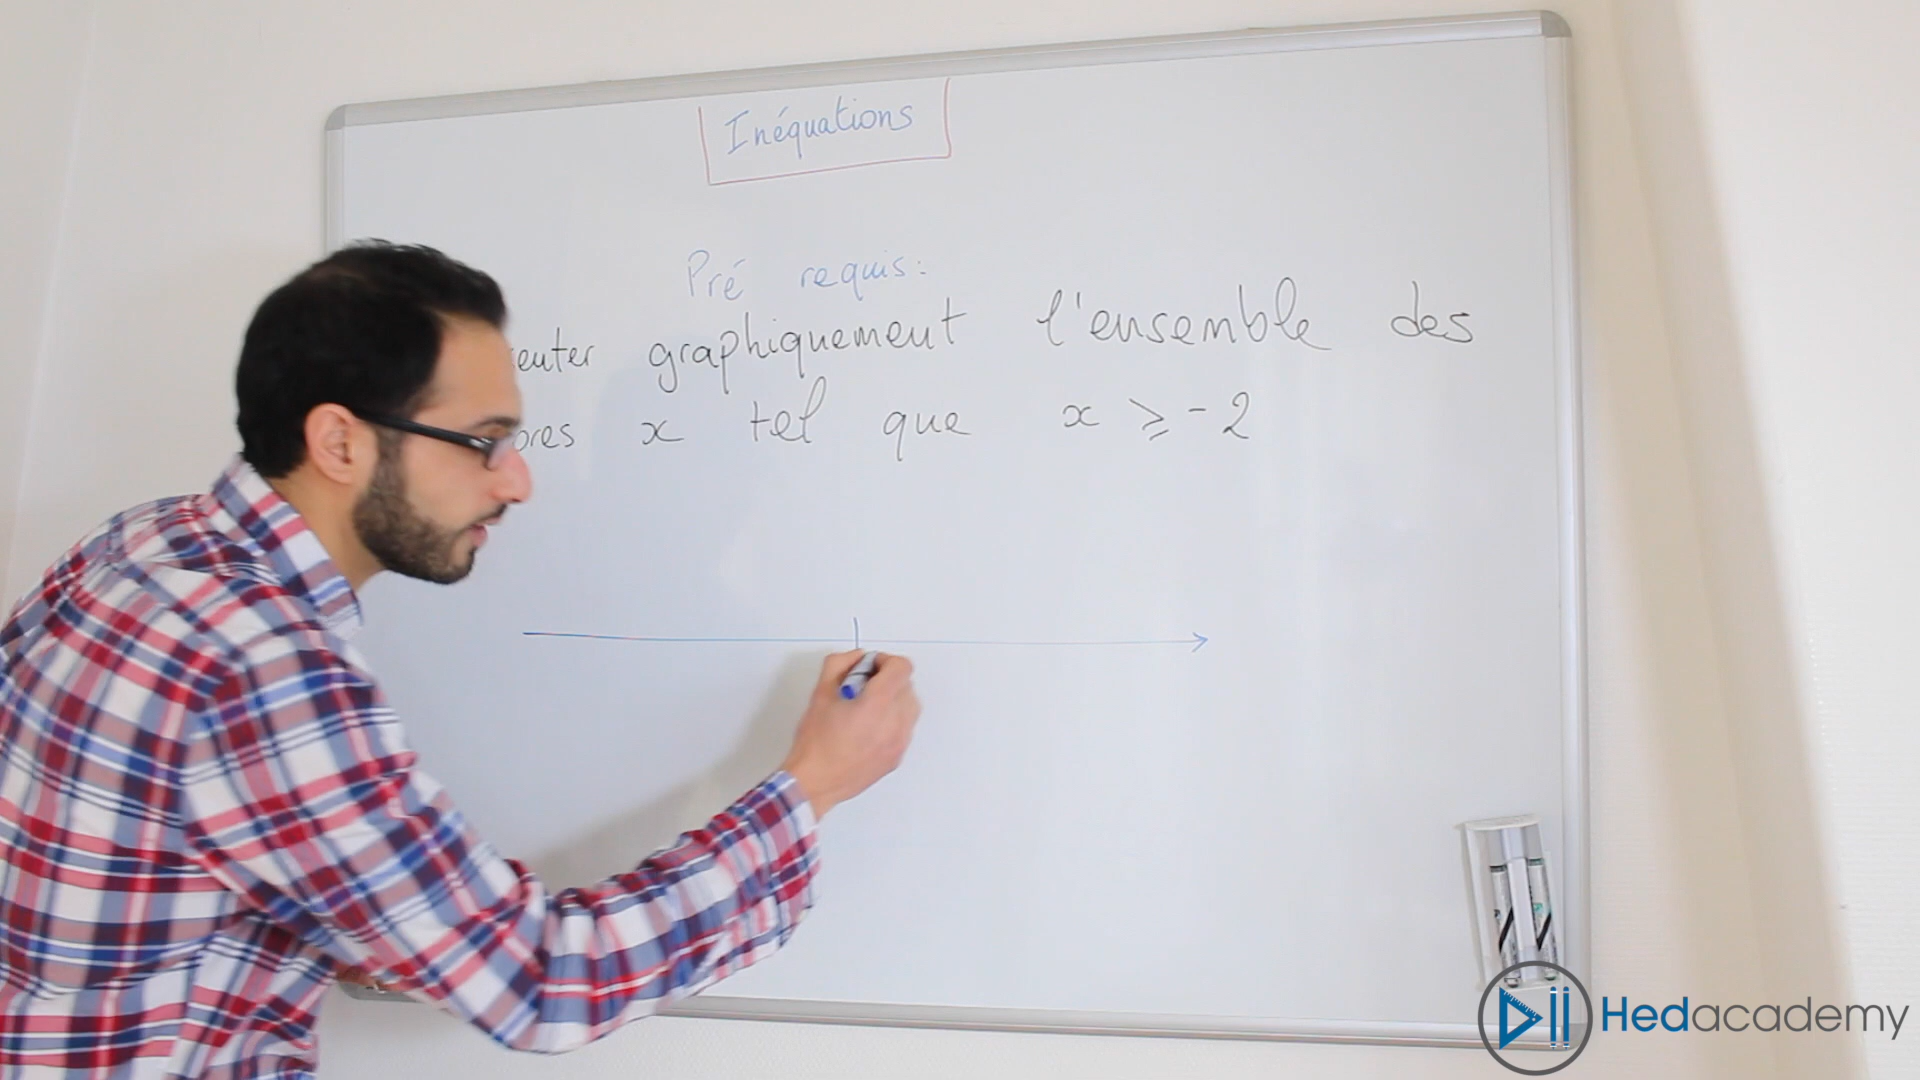 Inéquations
Pré requis:
graphiquement l'ensemble des
x tel que x ⩾ -2
Hedacademy